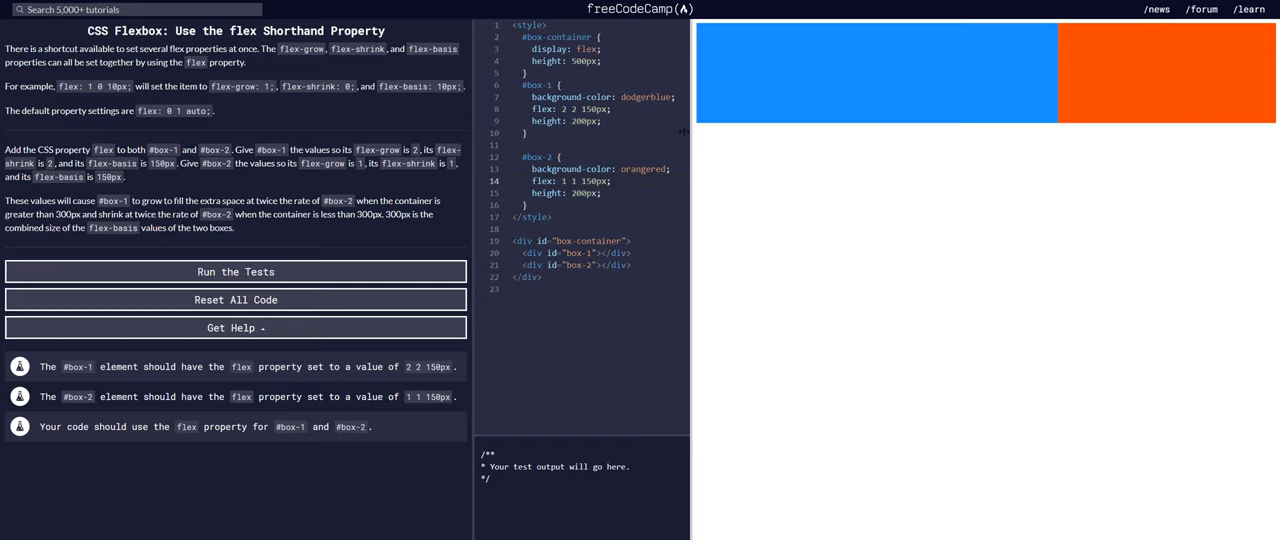 Search 5,000+ tutorials
freeCodeCamp
/news /forum /learn
CSS Flexbox: Use the flex Shorthand Property
There is a shortcut available to set several flex properties at once. The flex-grow, flex-shrink, and flex-basis
properties can all be set together by using the flex property.
For example, flex: 1 0 10px; will set the item to flex-grow: 1;, flex-shrink: 0;, and flex-basis: 10px;.
The default property settings are flex: 0 1 auto;.
Add the CSS property flex to both #box-1 and #box-2. Give #box-1 the values so its flex-grow is 2, its flex-
shrink is 2, and its flex-basis is 150px. Give #box-2 the values so its flex-grow is 1, its flex-shrink is 1,
and its flex-basis is 150px.
These values will cause #box-1 to grow to fill the extra space at twice the rate of #box-2 when the container is
greater than 300px and shrink at twice the rate of #box-2 when the container is less than 300px. 300px is the
combined size of the flex-basis values of the two boxes.
Run the Tests
Reset All Code
Get Help
The #box-1 element should have the flex property set to a value of 2 2 150px.
The #box-2 element should have the flex property set to a value of 1 1 150px.
Your code should use the flex property for #box-1 and #box-2.
1 <style>
2 #box-container {
3 display: flex;
4 height: 500px;
5 }
6 #box-1 {
7 background-color: dodgerblue;
8 flex: 2 2 150px;
9 height: 200px;
10 }
11
12 #box-2 {
13 background-color: orangered;
14 flex: 1 1 150px;
15 height: 200px;
16 }
17 </style>
18
19 <div id="box-container">
20 <div id="box-1"></div>
21 <div id="box-2"></div>
22 </div>
23
/**
* Your test output will go here.
*/